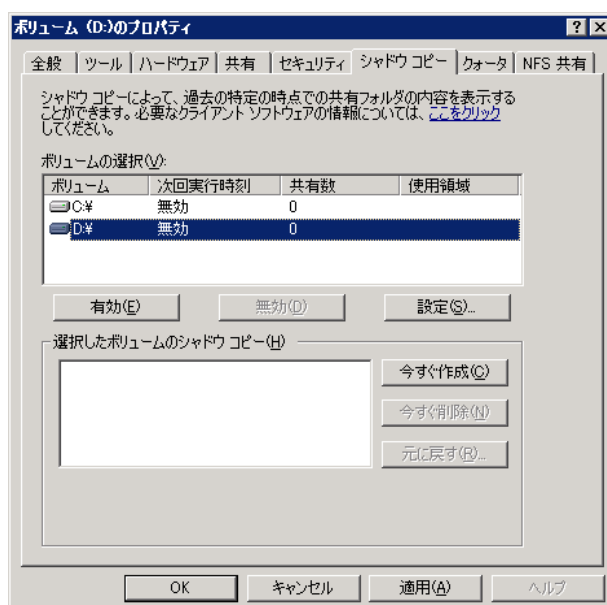 ボリューム (D:)のプロパティ
? ×
全般 ツール ハードウェア 共有 セキュリティ シャドウ コピー クォータ NFS 共有
シャドウ コピーによって、過去の特定の時点での共有フォルダの内容を表示する
ことができます。必要なクライアント ソフトウェアの情報については、ここをクリック
してください。
ボリュームの選択(V):
ボリューム 次回実行時刻 共有数 使用領域
C:¥ 無効 0
D:¥ 無効 0
有効(E) 無効(D) 設定(S)...
選択したボリュームのシャドウ コピー(H)
今すぐ作成(C)
今すぐ削除(N)
元に戻す(R)...
OK キャンセル 適用(A) ヘルプ